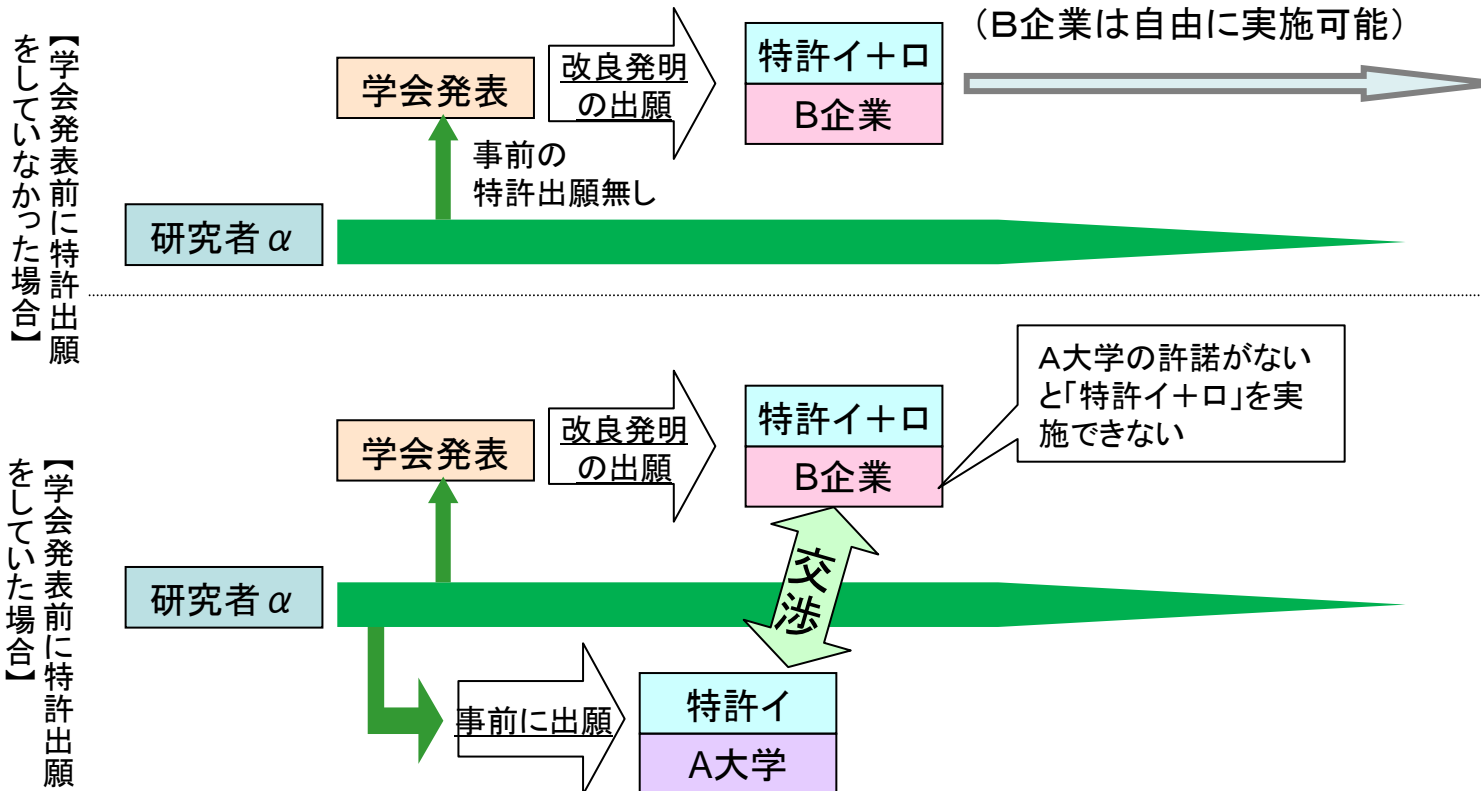 【学会発表前に特許出願
をしていなかった場合】
(B企業は自由に実施可能)
学会発表
改良発明
の出願
特許イ+ロ
B企業
事前の
特許出願無し
研究者α
【学会発表前に特許出願
をしていた場合】
学会発表
改良発明
の出願
特許イ+ロ
B企業
A大学の許諾がない
と「特許イ+ロ」を実
施できない
研究者α
交渉
事前に出願
特許イ
A大学